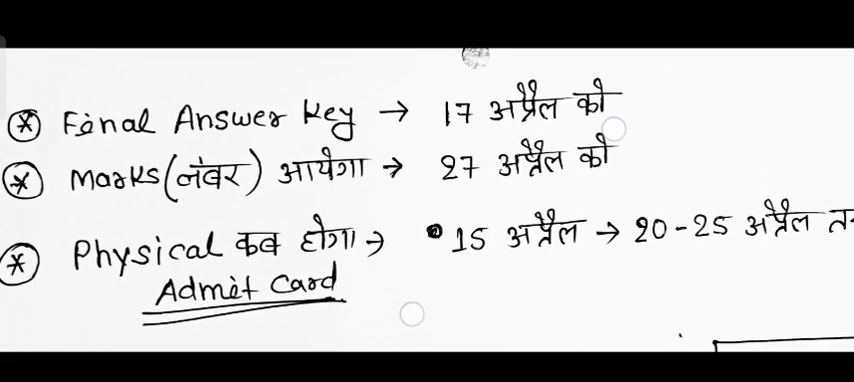 Final Answer Key → 17 अप्रैल को
Marks (नंबर) आयेगा → 27 अप्रैल को
Physical कब होगा → 15 अप्रैल → 20-25 अप्रैल
Admit Card